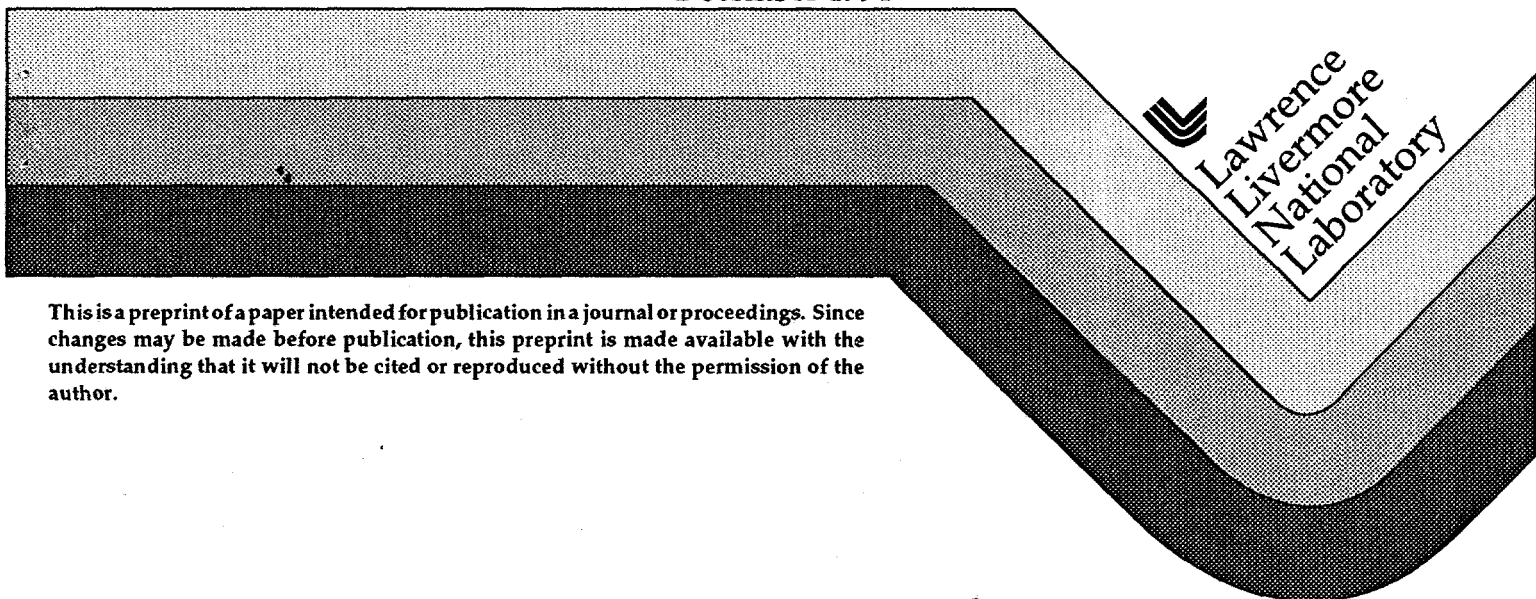 Lawrence
Livermore
National
Laboratory
This is a preprint of a paper intended for publication in a journal or proceedings. Since
changes may be made before publication, this preprint is made available with the
understanding that it will not be cited or reproduced without the permission of the
author.